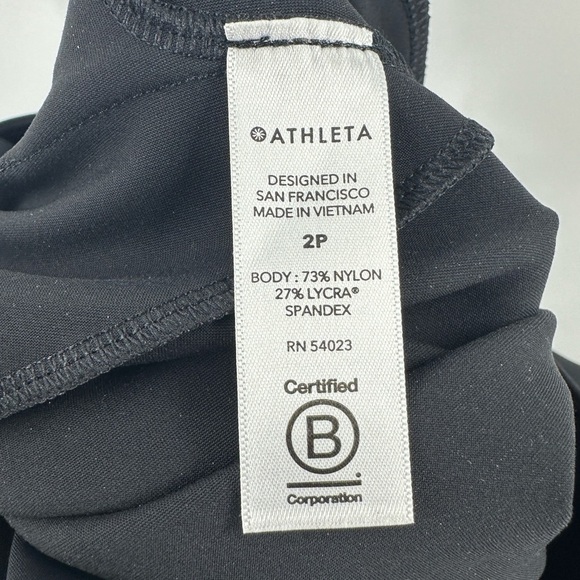 ATHLETA
DESIGNED IN
SAN FRANCISCO
MADE IN VIETNAM
2P
BODY : 73% NYLON
27% LYCRA®
SPANDEX
RN 54023
Certified
B
Corporation